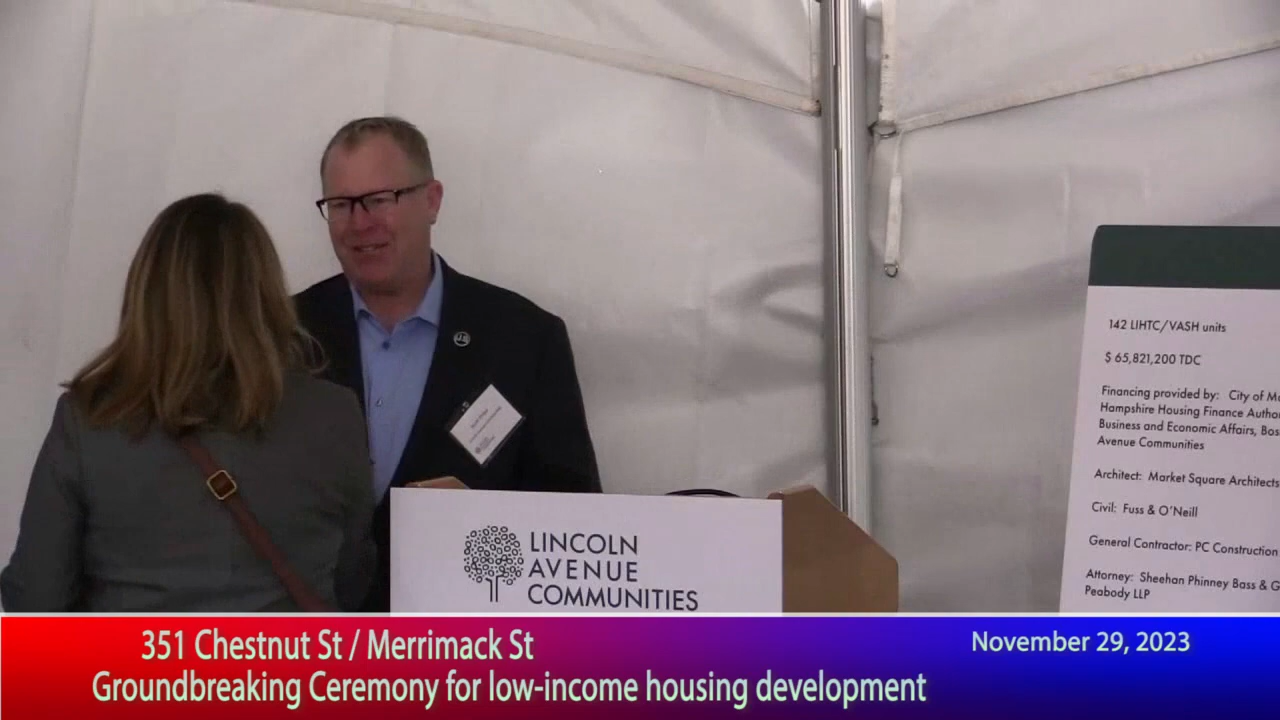 142 LIHTC/VASH units
$ 65,821,200 TDC
Financing provided by: City of M
Hampshire Housing Finance Autho
Business and Economic Affairs, Bos
Avenue Communities
Architect: Market Square Architects
Civil: Fuss & O'Neill
General Contractor: PC Construction
Attorney: Sheehan Phinney Bass & G
Peabody LLP
LINCOLN
AVENUE
COMMUNITIES
351 Chestnut St / Merrimack St
November 29, 2023
Groundbreaking Ceremony for low-income housing development